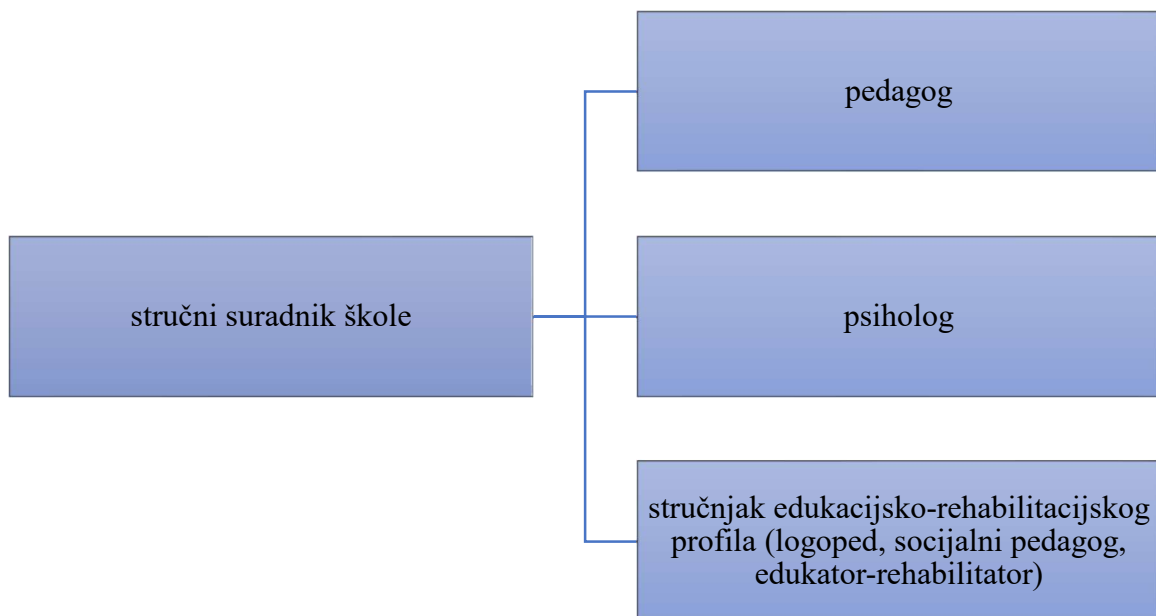 pedagog
stručni suradnik škole
psiholog
stručnjak edukacijsko-rehabilitacijskog
profila (logoped, socijalni pedagog,
edukator-rehabilitator)